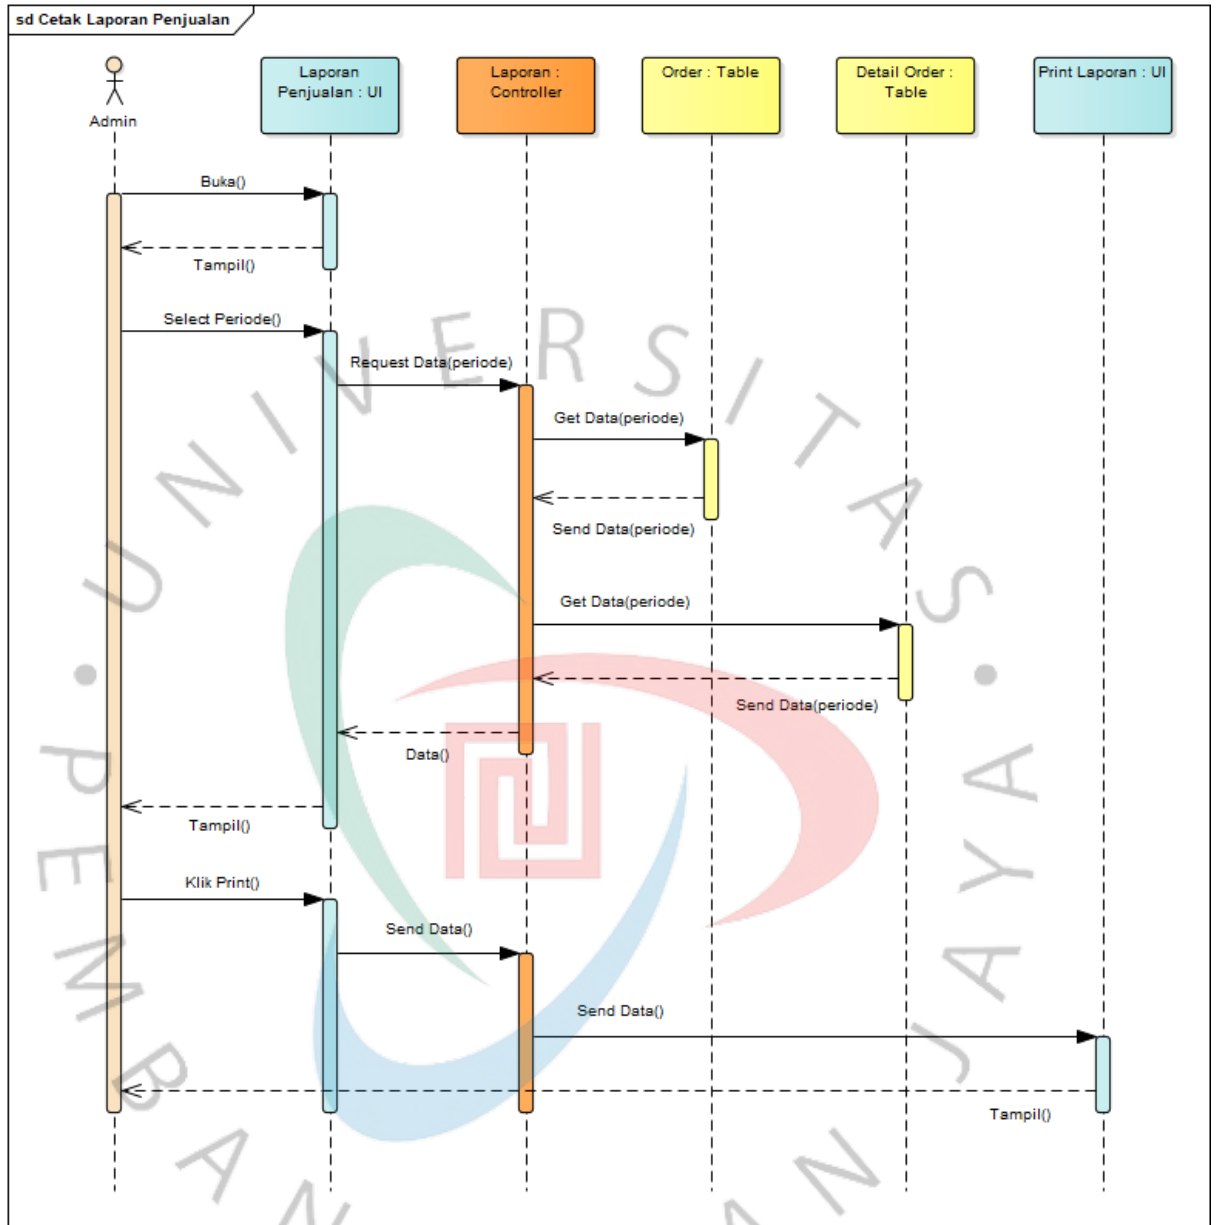 sd Cetak Laporan Penjualan
Admin
Laporan
Penjualan : UI
Laporan :
Controller
Order : Table
Detail Order :
Table
Print Laporan : UI
Buka()
Tampil()
Select Periode()
Request Data(periode)
Get Data(periode)
Send Data(periode)
Get Data(periode)
Send Data(periode)
Data()
Tampil()
Klik Print()
Send Data()
Send Data()
Tampil()
UNIVERSITAS
PEMBAN
AN JAYA